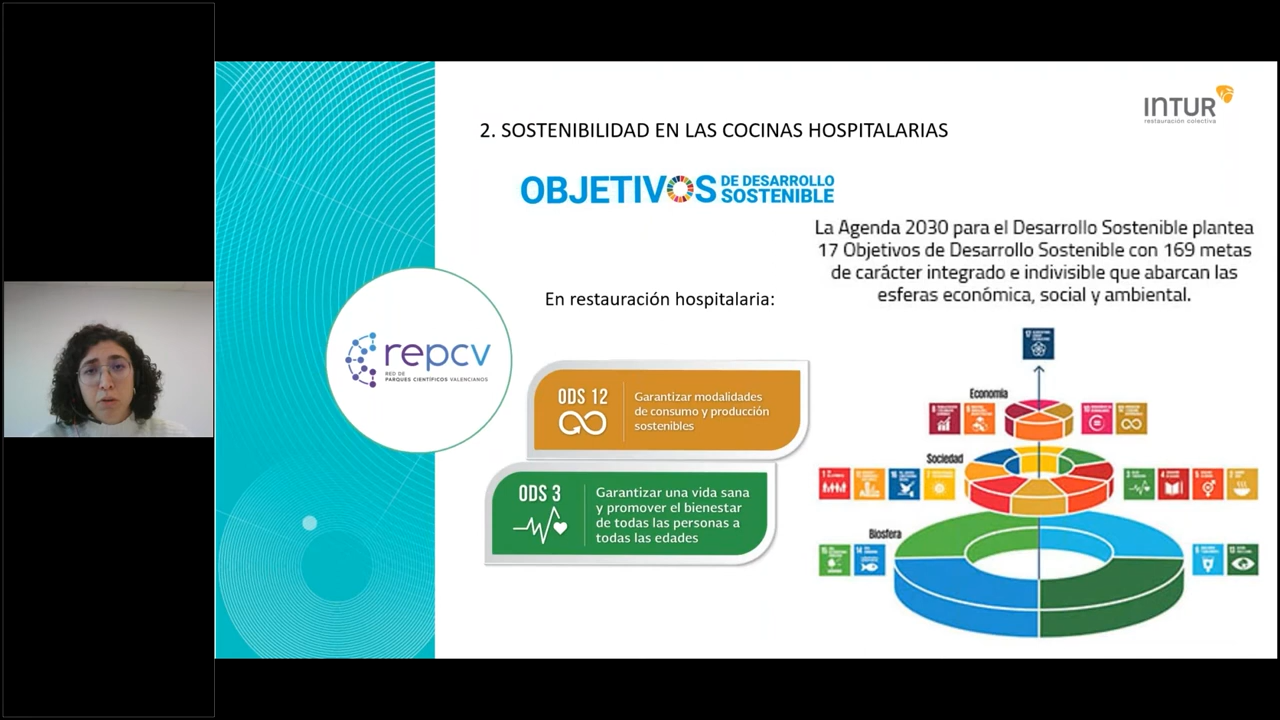 INTUR
restauración colectiva
2. SOSTENIBILIDAD EN LAS COCINAS HOSPITALARIAS
OBJETIVOS DE DESARROLLO
SOSTENIBLE
La Agenda 2030 para el Desarrollo Sostenible plantea
17 Objetivos de Desarrollo Sostenible con 169 metas
de carácter integrado e indivisible que abarcan las
esferas económica, social y ambiental.
En restauración hospitalaria:
repcv
RED DE
PARQUES CIENTÍFICOS VALENCIANOS
ODS 12
Garantizar modalidades
de consumo y producción
sostenibles
ODS 3
Garantizar una vida sana
y promover el bienestar
de todas las personas a
todas las edades
Economía
Sociedad
Biosfera